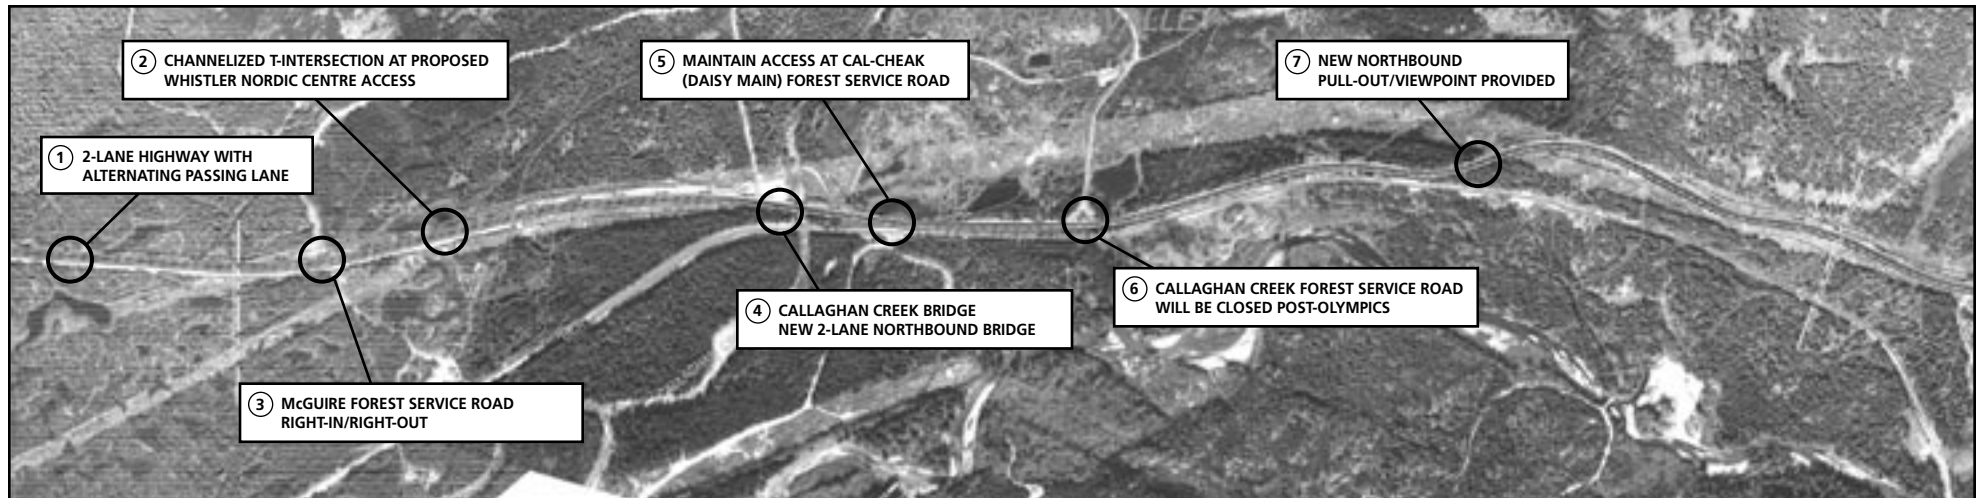 1 2-LANE HIGHWAY WITH
ALTERNATING PASSING LANE
2 CHANNELIZED T-INTERSECTION AT PROPOSED
WHISTLER NORDIC CENTRE ACCESS
3 McGUIRE FOREST SERVICE ROAD
RIGHT-IN/RIGHT-OUT
4 CALLAGHAN CREEK BRIDGE
NEW 2-LANE NORTHBOUND BRIDGE
5 MAINTAIN ACCESS AT CAL-CHEAK
(DAISY MAIN) FOREST SERVICE ROAD
6 CALLAGHAN CREEK FOREST SERVICE ROAD
WILL BE CLOSED POST-OLYMPICS
7 NEW NORTHBOUND
PULL-OUT/VIEWPOINT PROVIDED